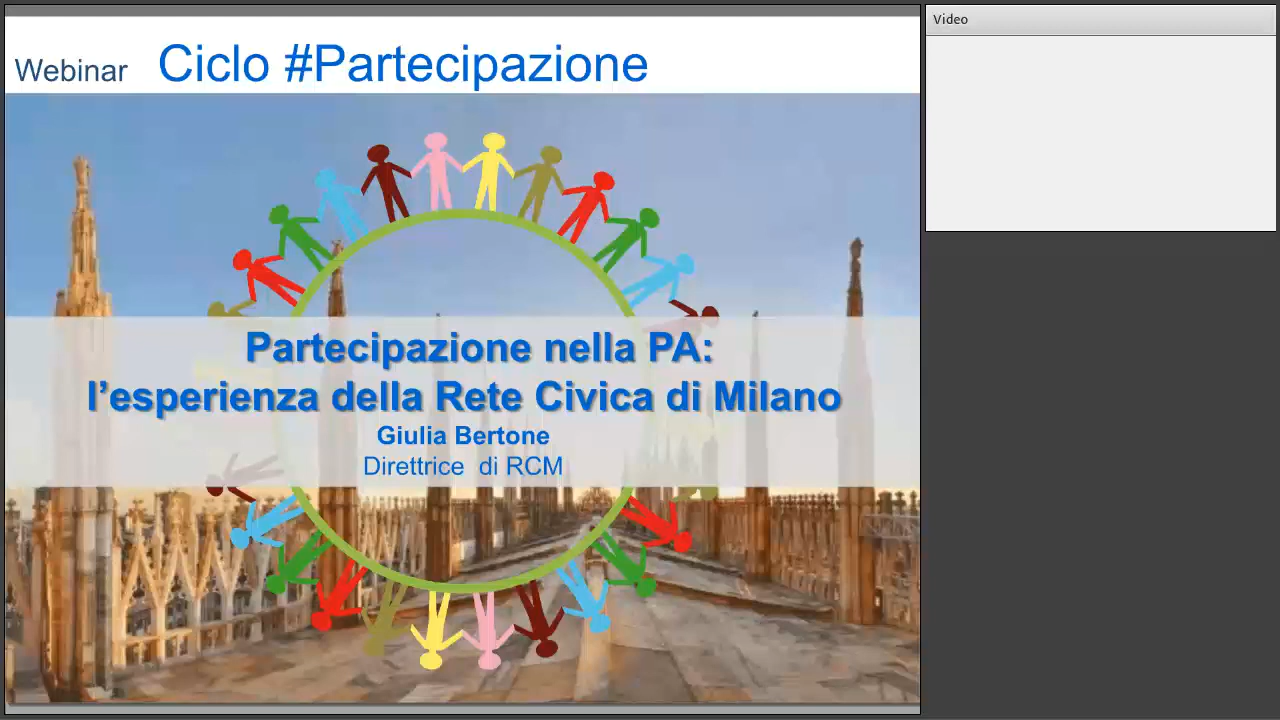 Webinar Ciclo #Partecipazione
Video
Partecipazione nella PA:
l’esperienza della Rete Civica di Milano
Giulia Bertone
Direttrice di RCM